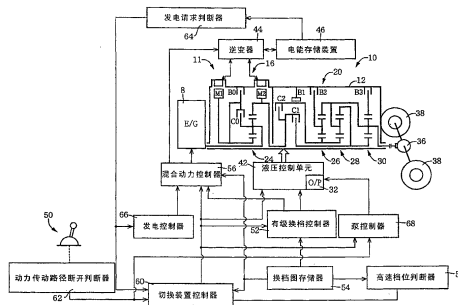 发电请求判断器
64
44
46
逆变器
电能存储装置
10
11
16
20
12
8
M1
B0
M2
B1
B2
B3
C2
C0
C1
E/G
38
36
38
24
26
28
30
42
56
液压控制单元
O/P
32
混合动力控制器
50
66
发电控制器
52
有级换档控制器
68
泵控制器
动力传动路径断开判断器
62
60
切换装置控制器
换档图存储器
54
高速档位判断器